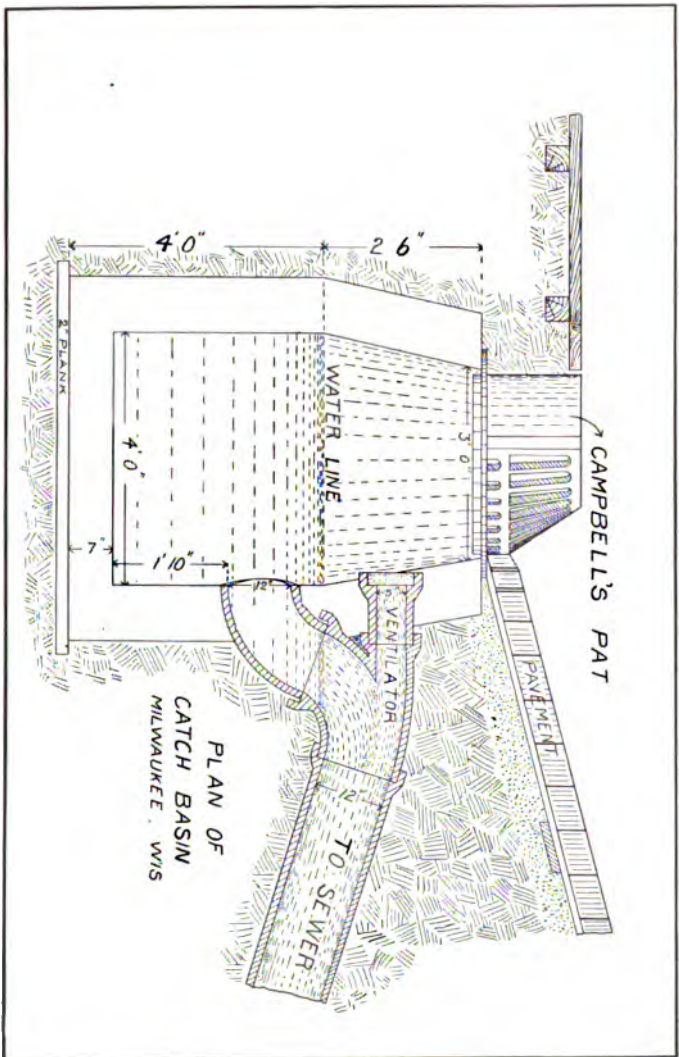 CAMPBELL'S PAT
PAVEMENT
2 6"
4'0"
3' 0"
WATER LINE
VENTILATOR
4'0"
12"
12"
TO SEWER
1'10"
7"
2" PLANK
PLAN OF
CATCH BASIN
MILWAUKEE. WIS